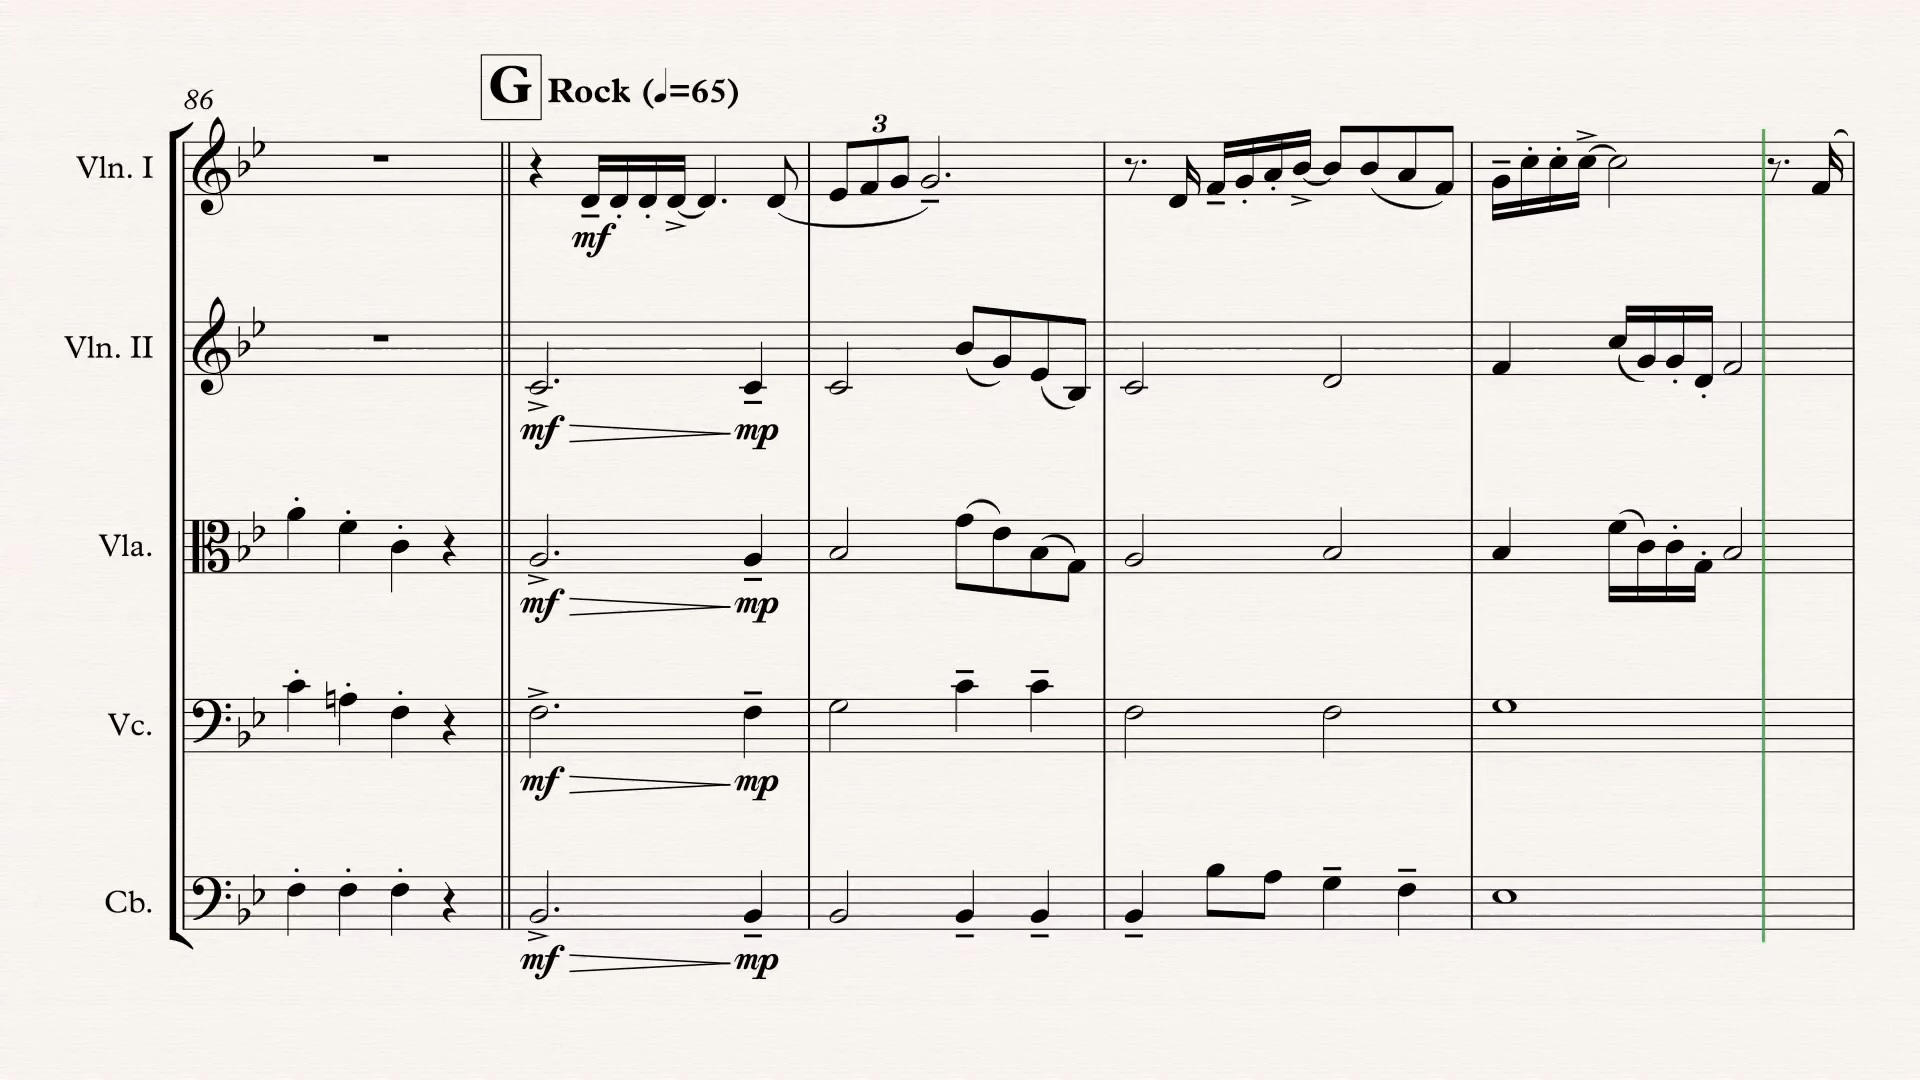 86
G Rock (♩=65)
3
Vln. I
mf
Vln. II
mf mp
Vla.
mf mp
Vc.
mf mp
Cb.
mf mp